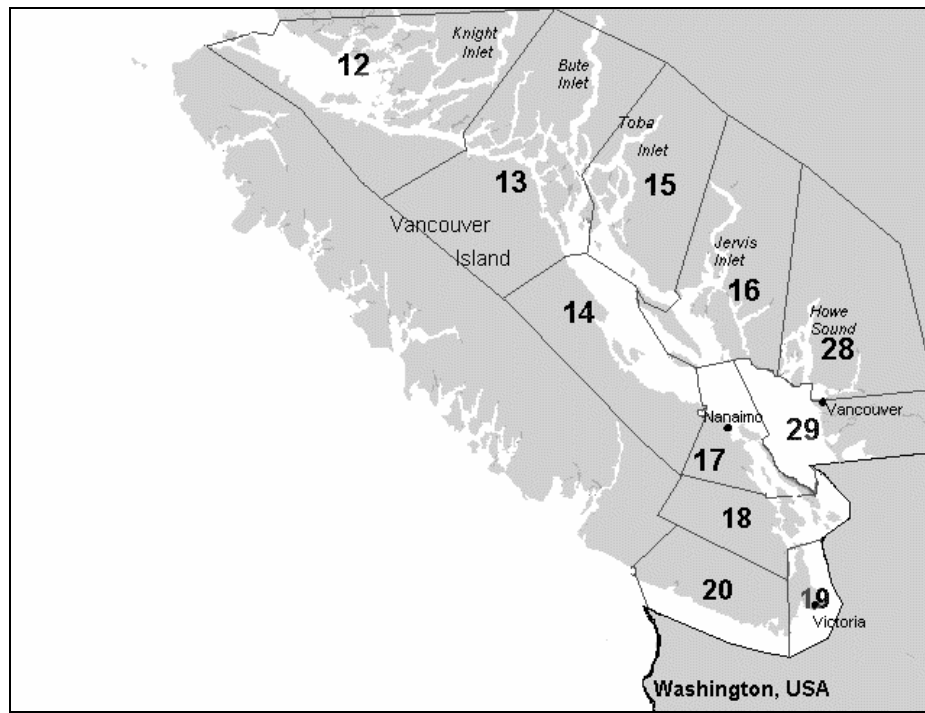 Knight
Inlet
12
Bute
Inlet
Toba
Inlet
13
15
Vancouver
Island
Jervis
Inlet
16
14
Howe
Sound
28
Vancouver
Nanaimo
29
17
18
20
19
Victoria
Washington, USA